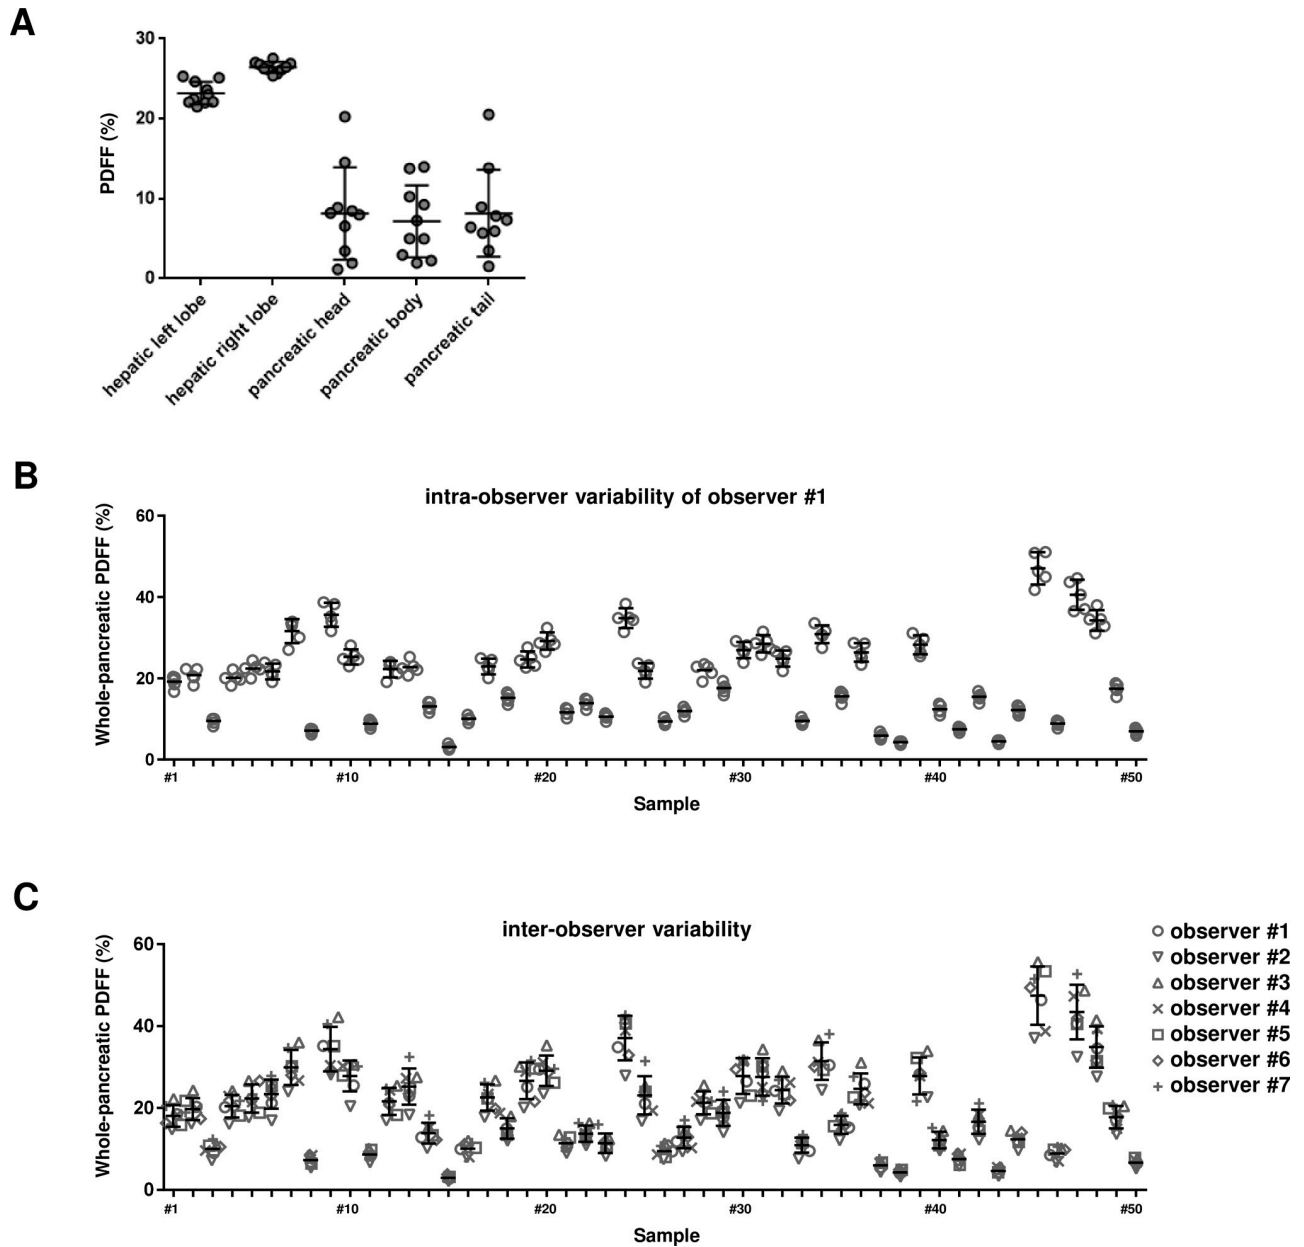 A
PDFF (%)
30
20
10
0
hepatic left lobe
hepatic right lobe
pancreatic head
pancreatic body
pancreatic tail
B
intra-observer variability of observer #1
Whole-pancreatic PDFF (%)
60
40
20
0
#1 #10 #20 #30 #40 #50
Sample
C
inter-observer variability
Whole-pancreatic PDFF (%)
60
40
20
0
#1 #10 #20 #30 #40 #50
Sample
observer #1
observer #2
observer #3
observer #4
observer #5
observer #6
observer #7